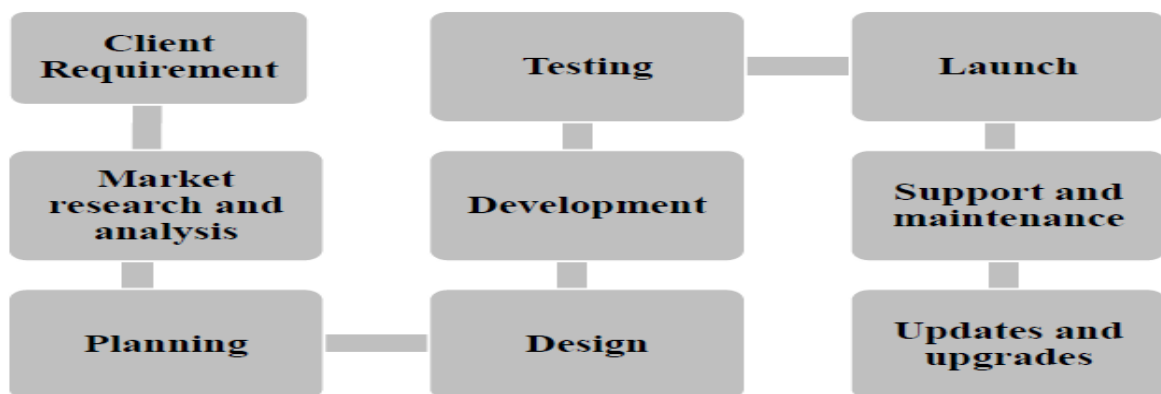 Client
Requirement
Market
research and
analysis
Planning
Design
Development
Testing
Launch
Support and
maintenance
Updates and
upgrades